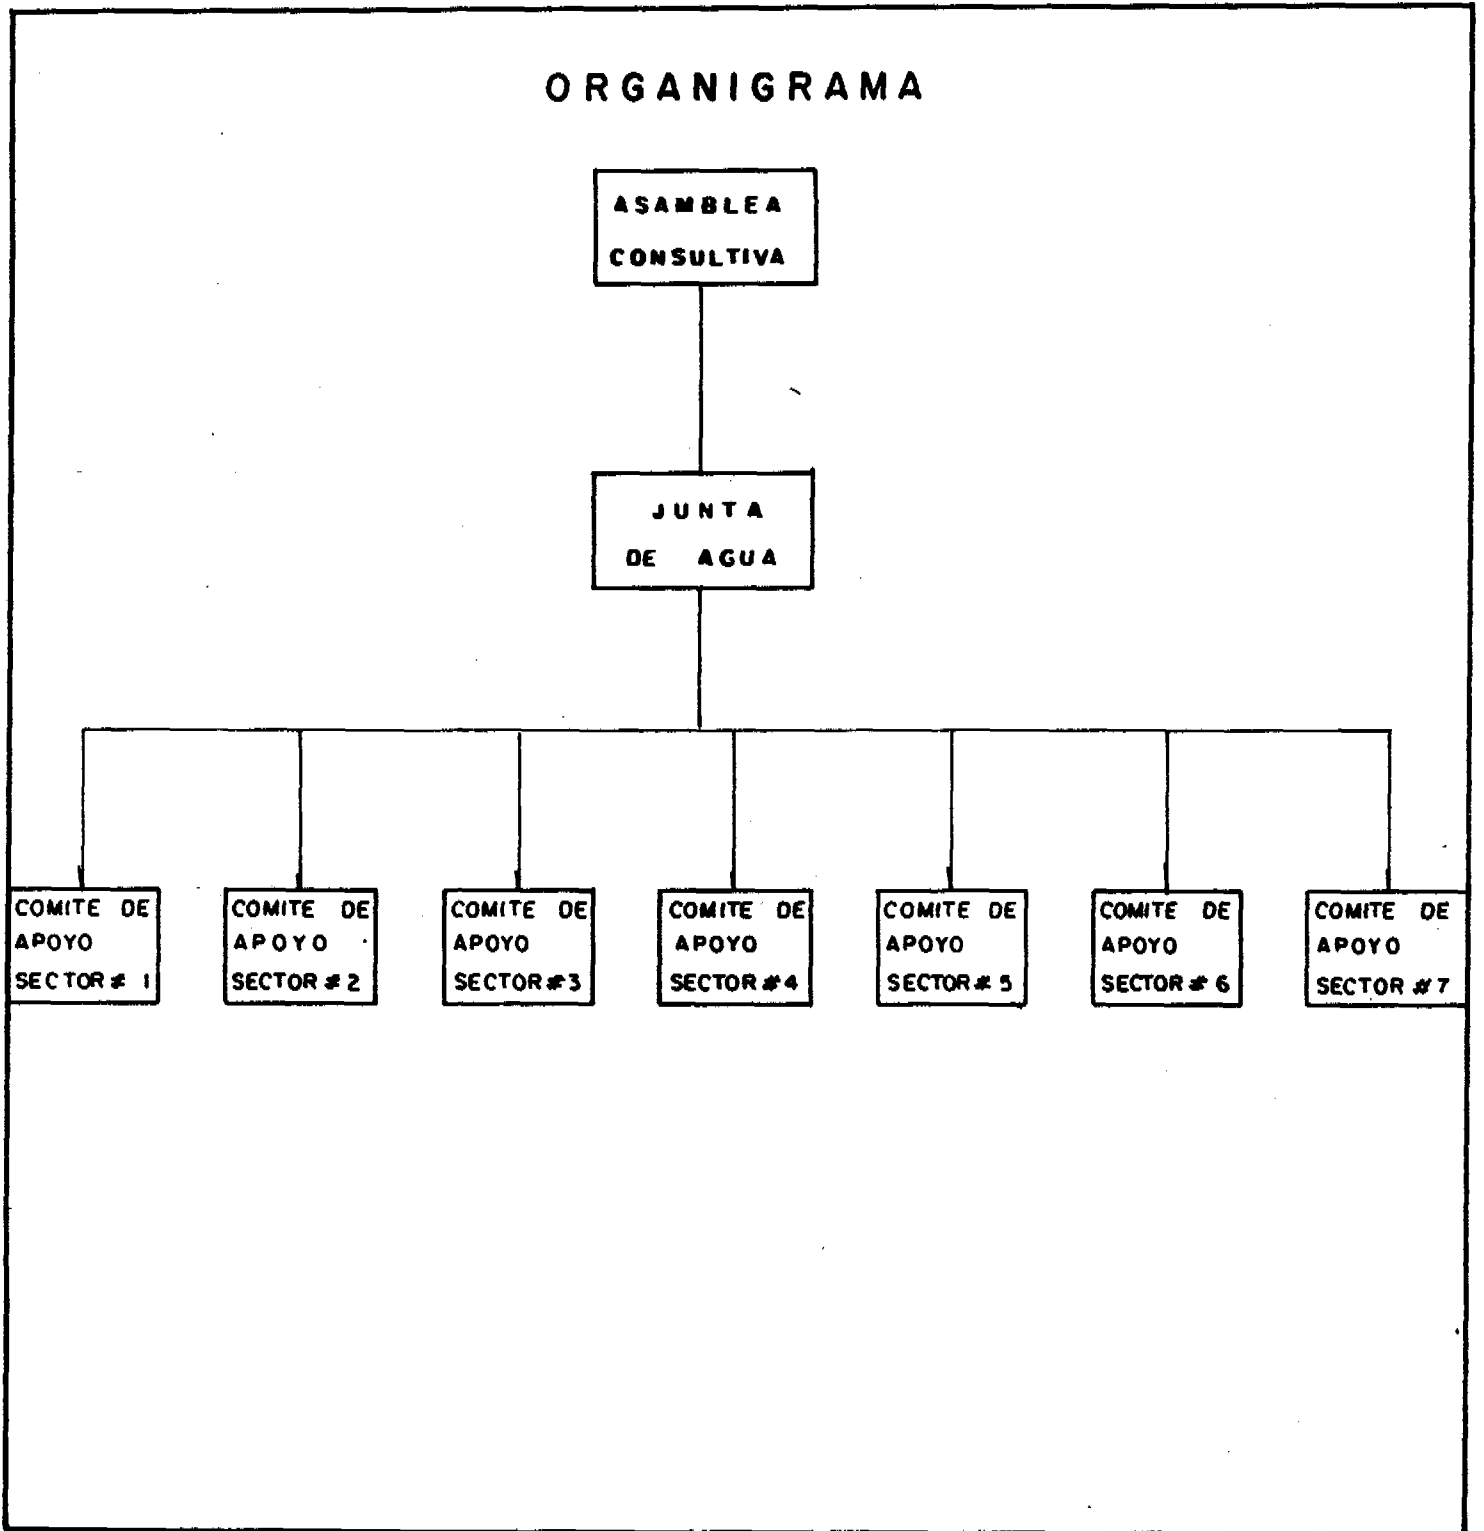 ORGANIGRAMA
ASAMBLEA
CONSULTIVA
JUNTA
DE AGUA
COMITE DE
APOYO
SECTOR # 1
COMITE DE
APOYO
SECTOR # 2
COMITE DE
APOYO
SECTOR # 3
COMITE DE
APOYO
SECTOR # 4
COMITE DE
APOYO
SECTOR # 5
COMITE DE
APOYO
SECTOR # 6
COMITE DE
APOYO
SECTOR # 7